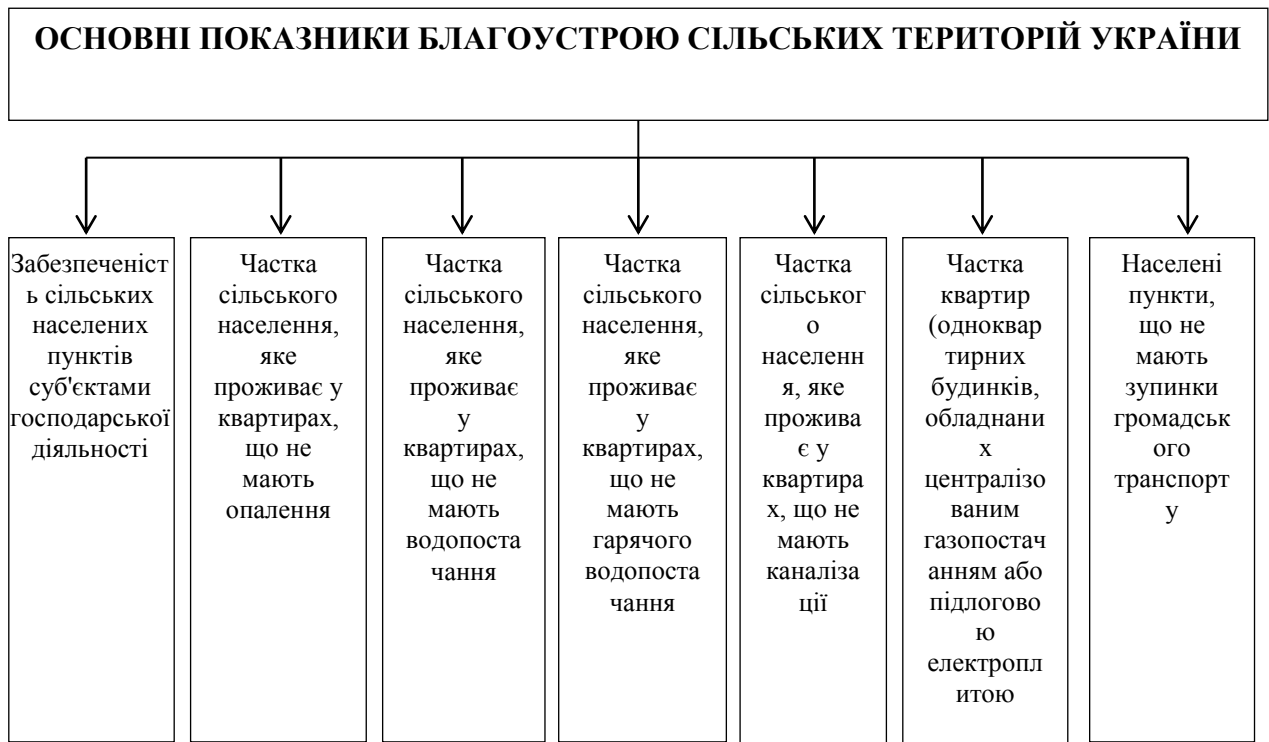 ОСНОВНІ ПОКАЗНИКИ БЛАГОУСТРОЮ СІЛЬСЬКИХ ТЕРИТОРІЙ УКРАЇНИ
Забезпеченіст
ь сільських
населених
пунктів
суб'єктами
господарської
діяльності
Частка
сільського
населення,
яке
проживає у
квартирах,
що не
мають
опалення
Частка
сільського
населення,
яке
проживає
у
квартирах,
що не
мають
водопоста
чання
Частка
сільського
населення,
яке
проживає
у
квартирах,
що не
мають
гарячого
водопоста
чання
Частка
сільськог
о
населенн
я, яке
прожива
є у
квартира
х, що не
мають
каналіза
ції
Частка
квартир
(одноквар
тирних
будинків,
обладнани
х
централізо
ваним
газопостач
анням або
підлогово
ю
електропл
итою
Населені
пункти,
що не
мають
зупинки
громадськ
ого
транспорт
у